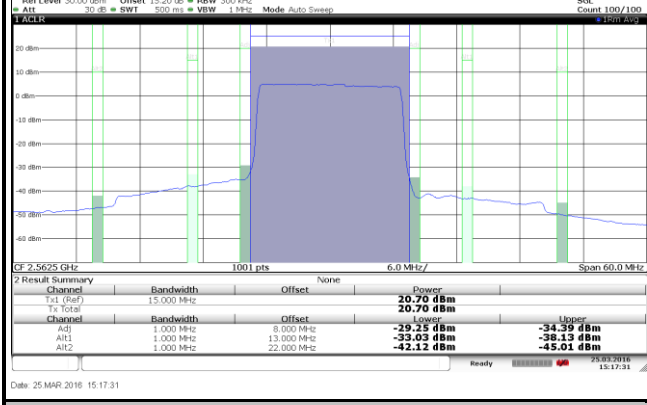 Ref Level 30.00 dBm Offset 15.20 dB RBW 300 kHz SGL
Att 30 dB SWT 500 ms VBW 1 MHz Mode Auto Sweep Count 100/100
1 ACLR 1Rm Avg
20 dBm
10 dBm
0 dBm
-10 dBm
-20 dBm
-30 dBm
-40 dBm
-50 dBm
-60 dBm
CF 2.5625 GHz 1001 pts 6.0 MHz/ Span 60.0 MHz
2 Result Summary None
Channel Bandwidth Offset Power
Tx1 (Ref) 15.000 MHz 20.70 dBm
Tx Total 20.70 dBm
Channel Bandwidth Offset Lower Upper
Adj 1.000 MHz 8.000 MHz -29.25 dBm -34.39 dBm
Alt1 1.000 MHz 13.000 MHz -33.03 dBm -38.13 dBm
Alt2 1.000 MHz 22.000 MHz -42.12 dBm -45.01 dBm
Ready 25.03.2016
15:17:31
Date: 25.MAR.2016 15:17:31